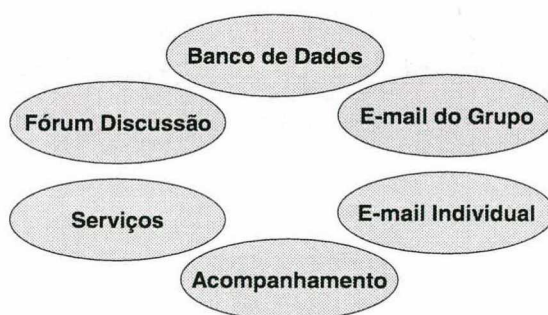 Banco de Dados
Fórum Discussão
E-mail do Grupo
Serviços
E-mail Individual
Acompanhamento